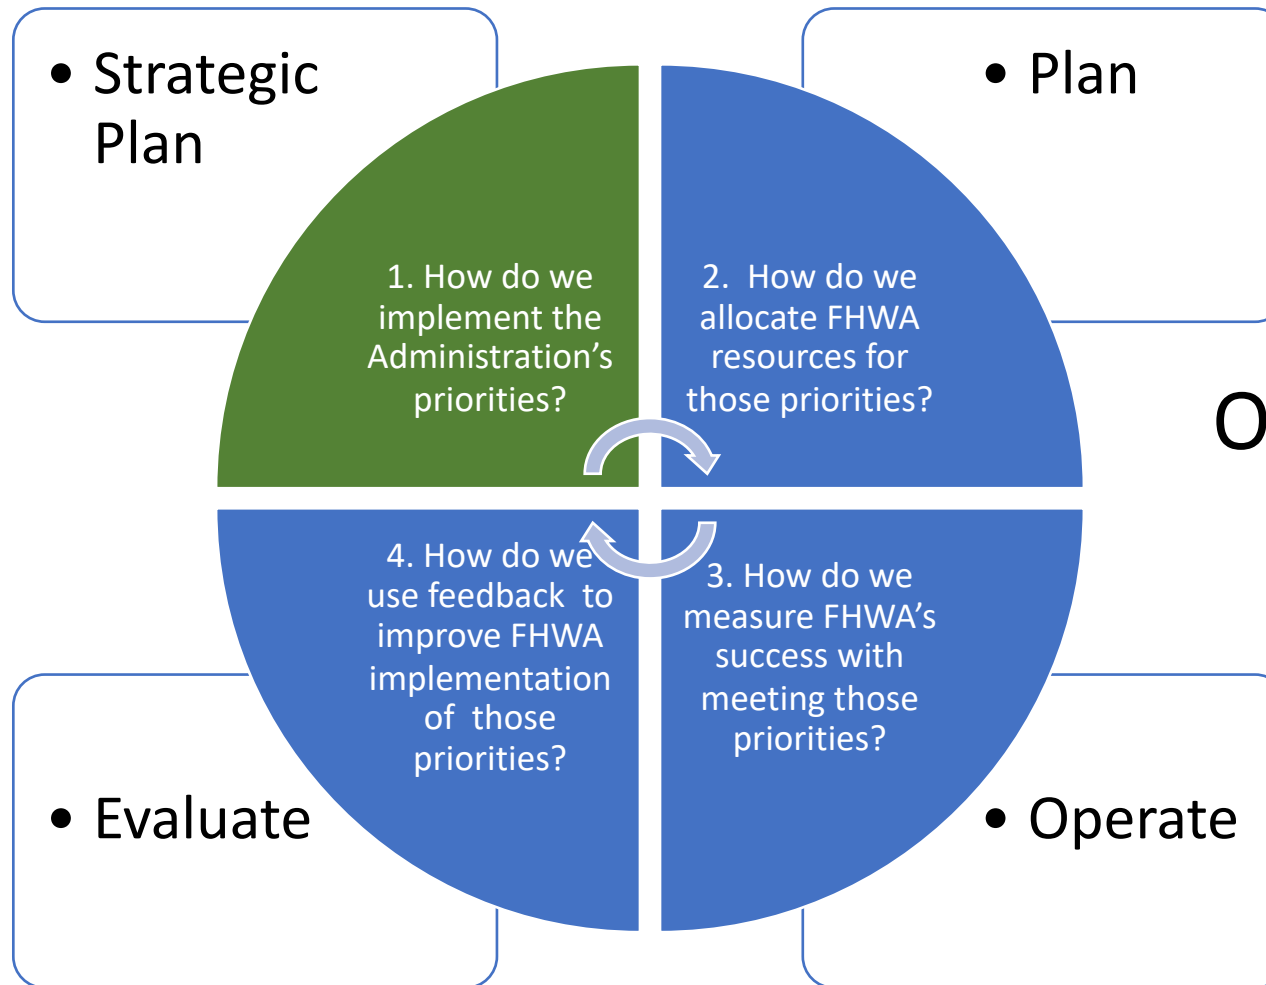 • Strategic
Plan
• Plan
1. How do we
implement the
Administration’s
priorities?
2.  How do we
allocate FHWA
resources for
those priorities?
O
4. How do we
use feedback  to
improve FHWA
implementation
of  those
priorities?
3. How do we
measure FHWA’s
success with
meeting those
priorities?
• Evaluate
• Operate